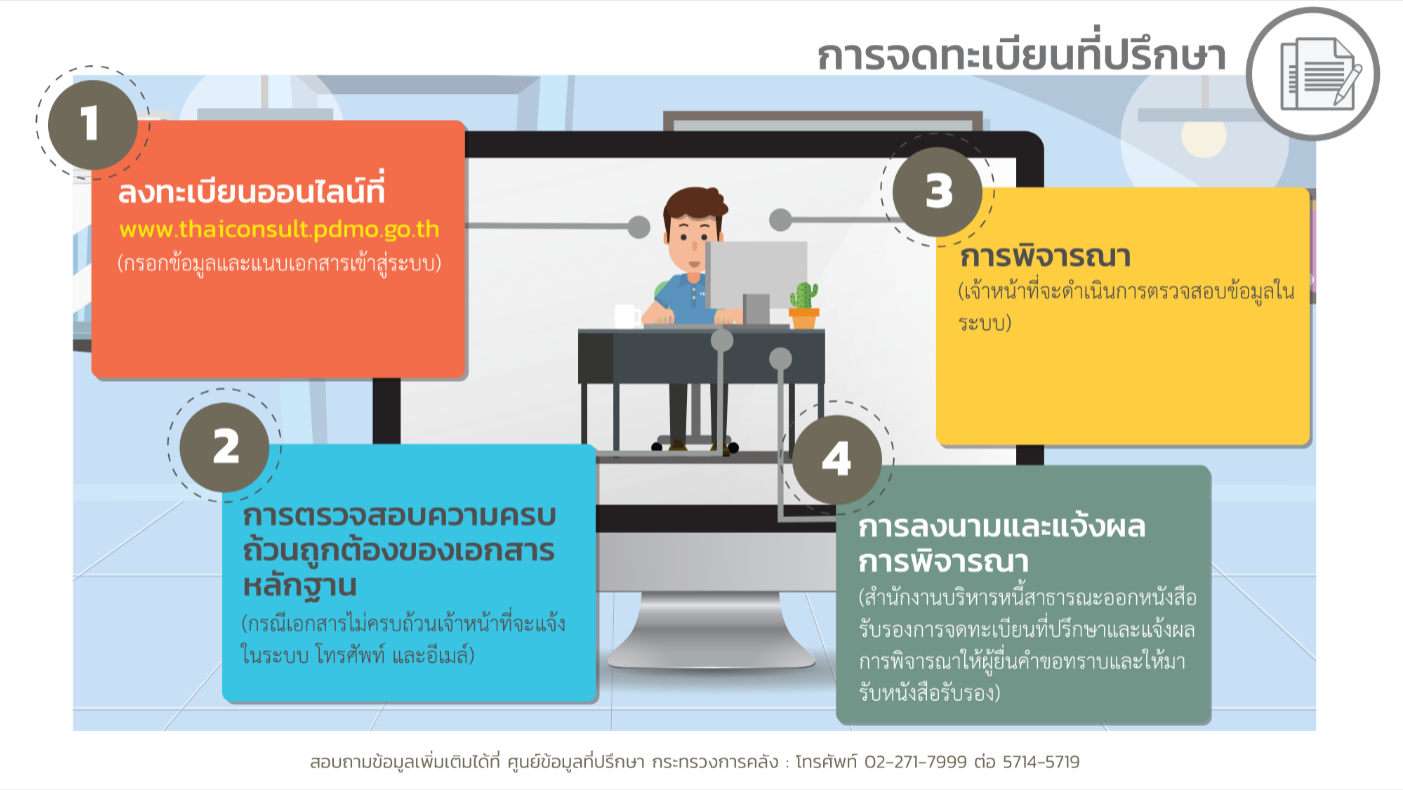 การจดทะเบียนที่ปรึกษา
1
ลงทะเบียนออนไลน์ที่
www.thaiconsult.pdmo.go.th
(กรอกข้อมูลและแนบเอกสารเข้าสู่ระบบ)
2
การตรวจสอบความครบ
ถ้วนถูกต้องของเอกสาร
หลักฐาน
(กรณีเอกสารไม่ครบถ้วนเจ้าหน้าที่จะแจ้ง
ในระบบ โทรศัพท์ และอีเมล์)
3
การพิจารณา
(เจ้าหน้าที่จะดำเนินการตรวจสอบข้อมูลใน
ระบบ)
4
การลงนามและแจ้งผล
การพิจารณา
(สำนักงานบริหารหนี้สาธารณะออกหนังสือ
รับรองการจดทะเบียนที่ปรึกษาและแจ้งผล
การพิจารณาให้ผู้ยื่นคำขอทราบและให้มา
รับหนังสือรับรอง)
สอบถามข้อมูลเพิ่มเติมได้ที่ ศูนย์ข้อมูลที่ปรึกษา กระทรวงการคลัง : โทรศัพท์ 02-271-7999 ต่อ 5714-5719